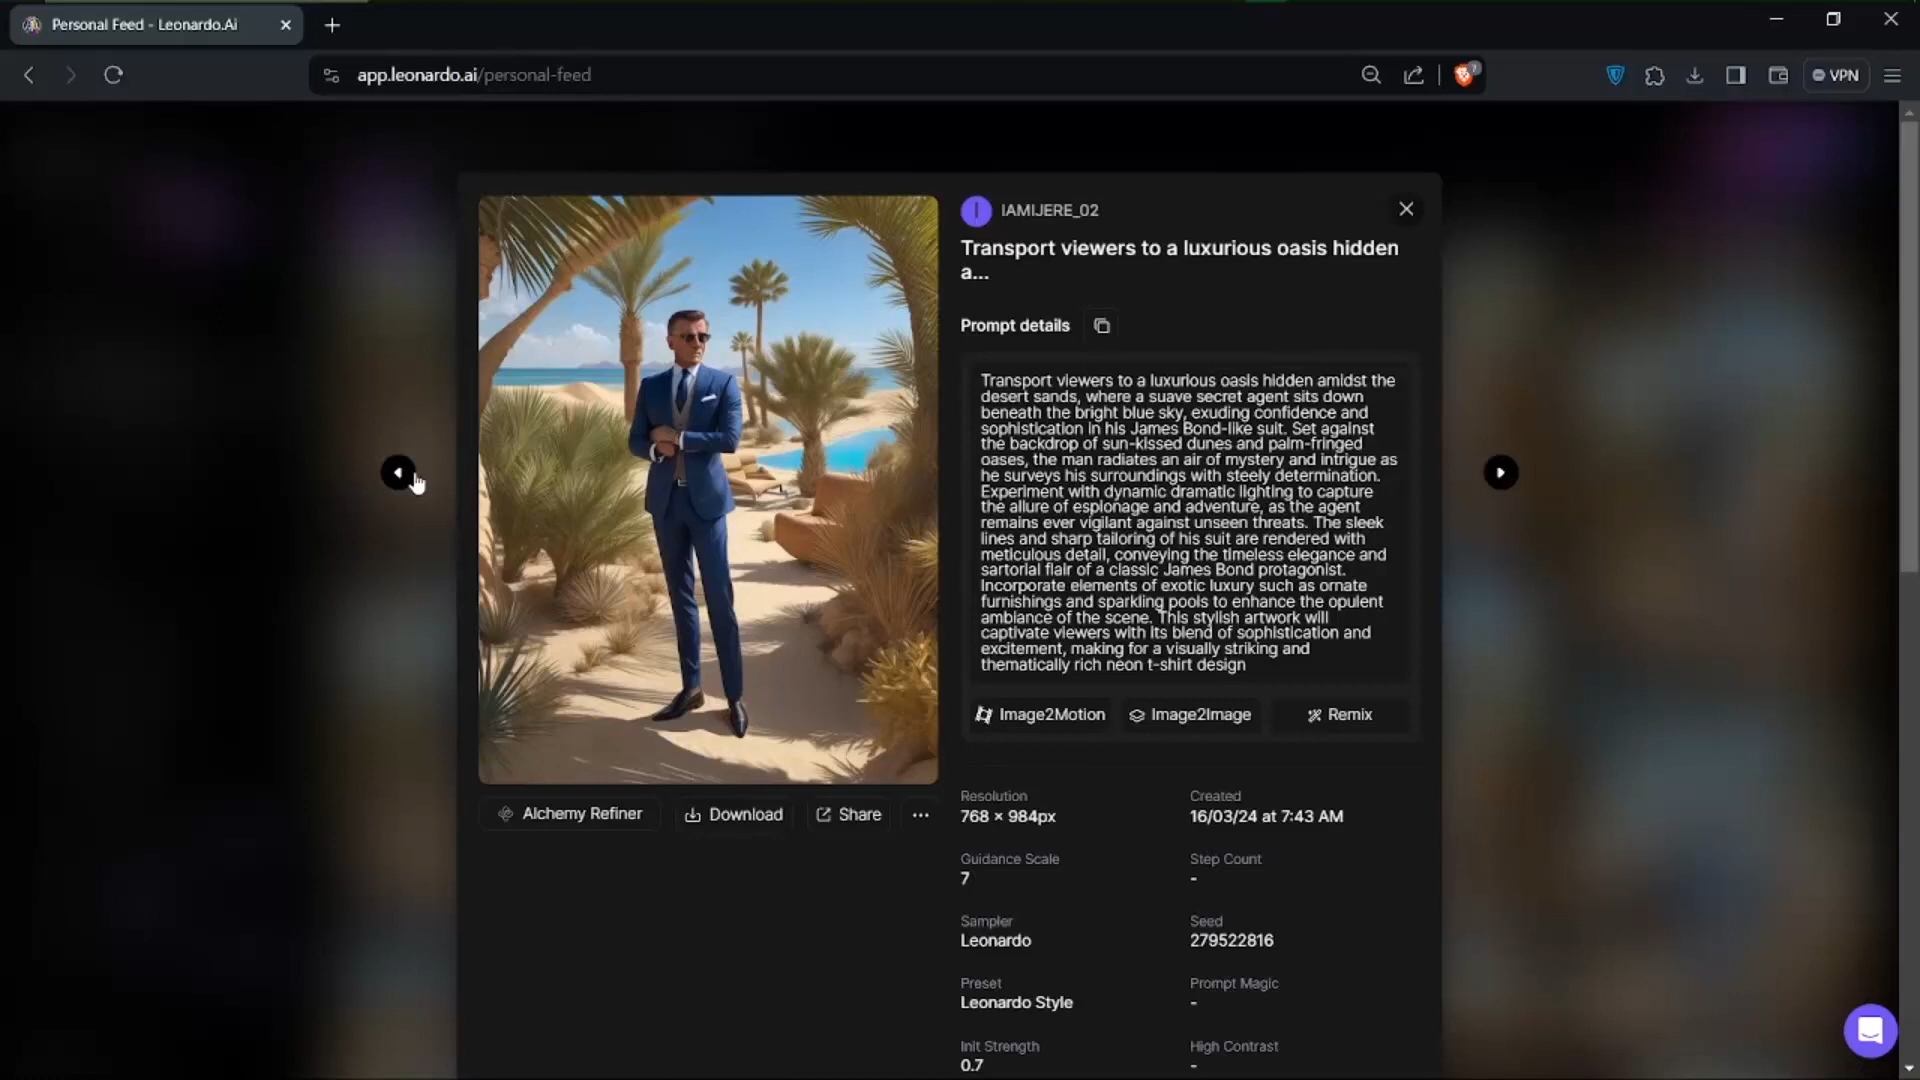 Personal Feed - Leonardo.Ai
app.leonardo.ai/personal-feed
7
VPN
IAMIJERE_02
Transport viewers to a luxurious oasis hidden
a...
Prompt details
Transport viewers to a luxurious oasis hidden amidst the
desert sands, where a suave secret agent sits down
beneath the bright blue sky, exuding confidence and
sophistication in his James Bond-like suit. Set against
the backdrop of sun-kissed dunes and palm-fringed
oases, the man radiates an air of mystery and intrigue as
he surveys his surroundings with steely determination.
Experiment with dynamic dramatic lighting to capture
the allure of espionage and adventure, as the agent
remains ever vigilant against unseen threats. The sleek
lines and sharp tailoring of his suit are rendered with
meticulous detail, conveying the timeless elegance and
sartorial flair of a classic James Bond protagonist.
Incorporate elements of exotic luxury such as ornate
furnishings and sparkling pools to enhance the opulent
ambiance of the scene. This stylish artwork will
captivate viewers with its blend of sophistication and
excitement, making for a visually striking and
thematically rich neon t-shirt design
Image2Motion
Image2Image
Remix
Alchemy Refiner
Download
Share
Resolution
768 × 984px
Created
16/03/24 at 7:43 AM
Guidance Scale
7
Step Count
-
Sampler
Leonardo
Seed
279522816
Preset
Leonardo Style
Prompt Magic
-
Init Strength
0.7
High Contrast
-